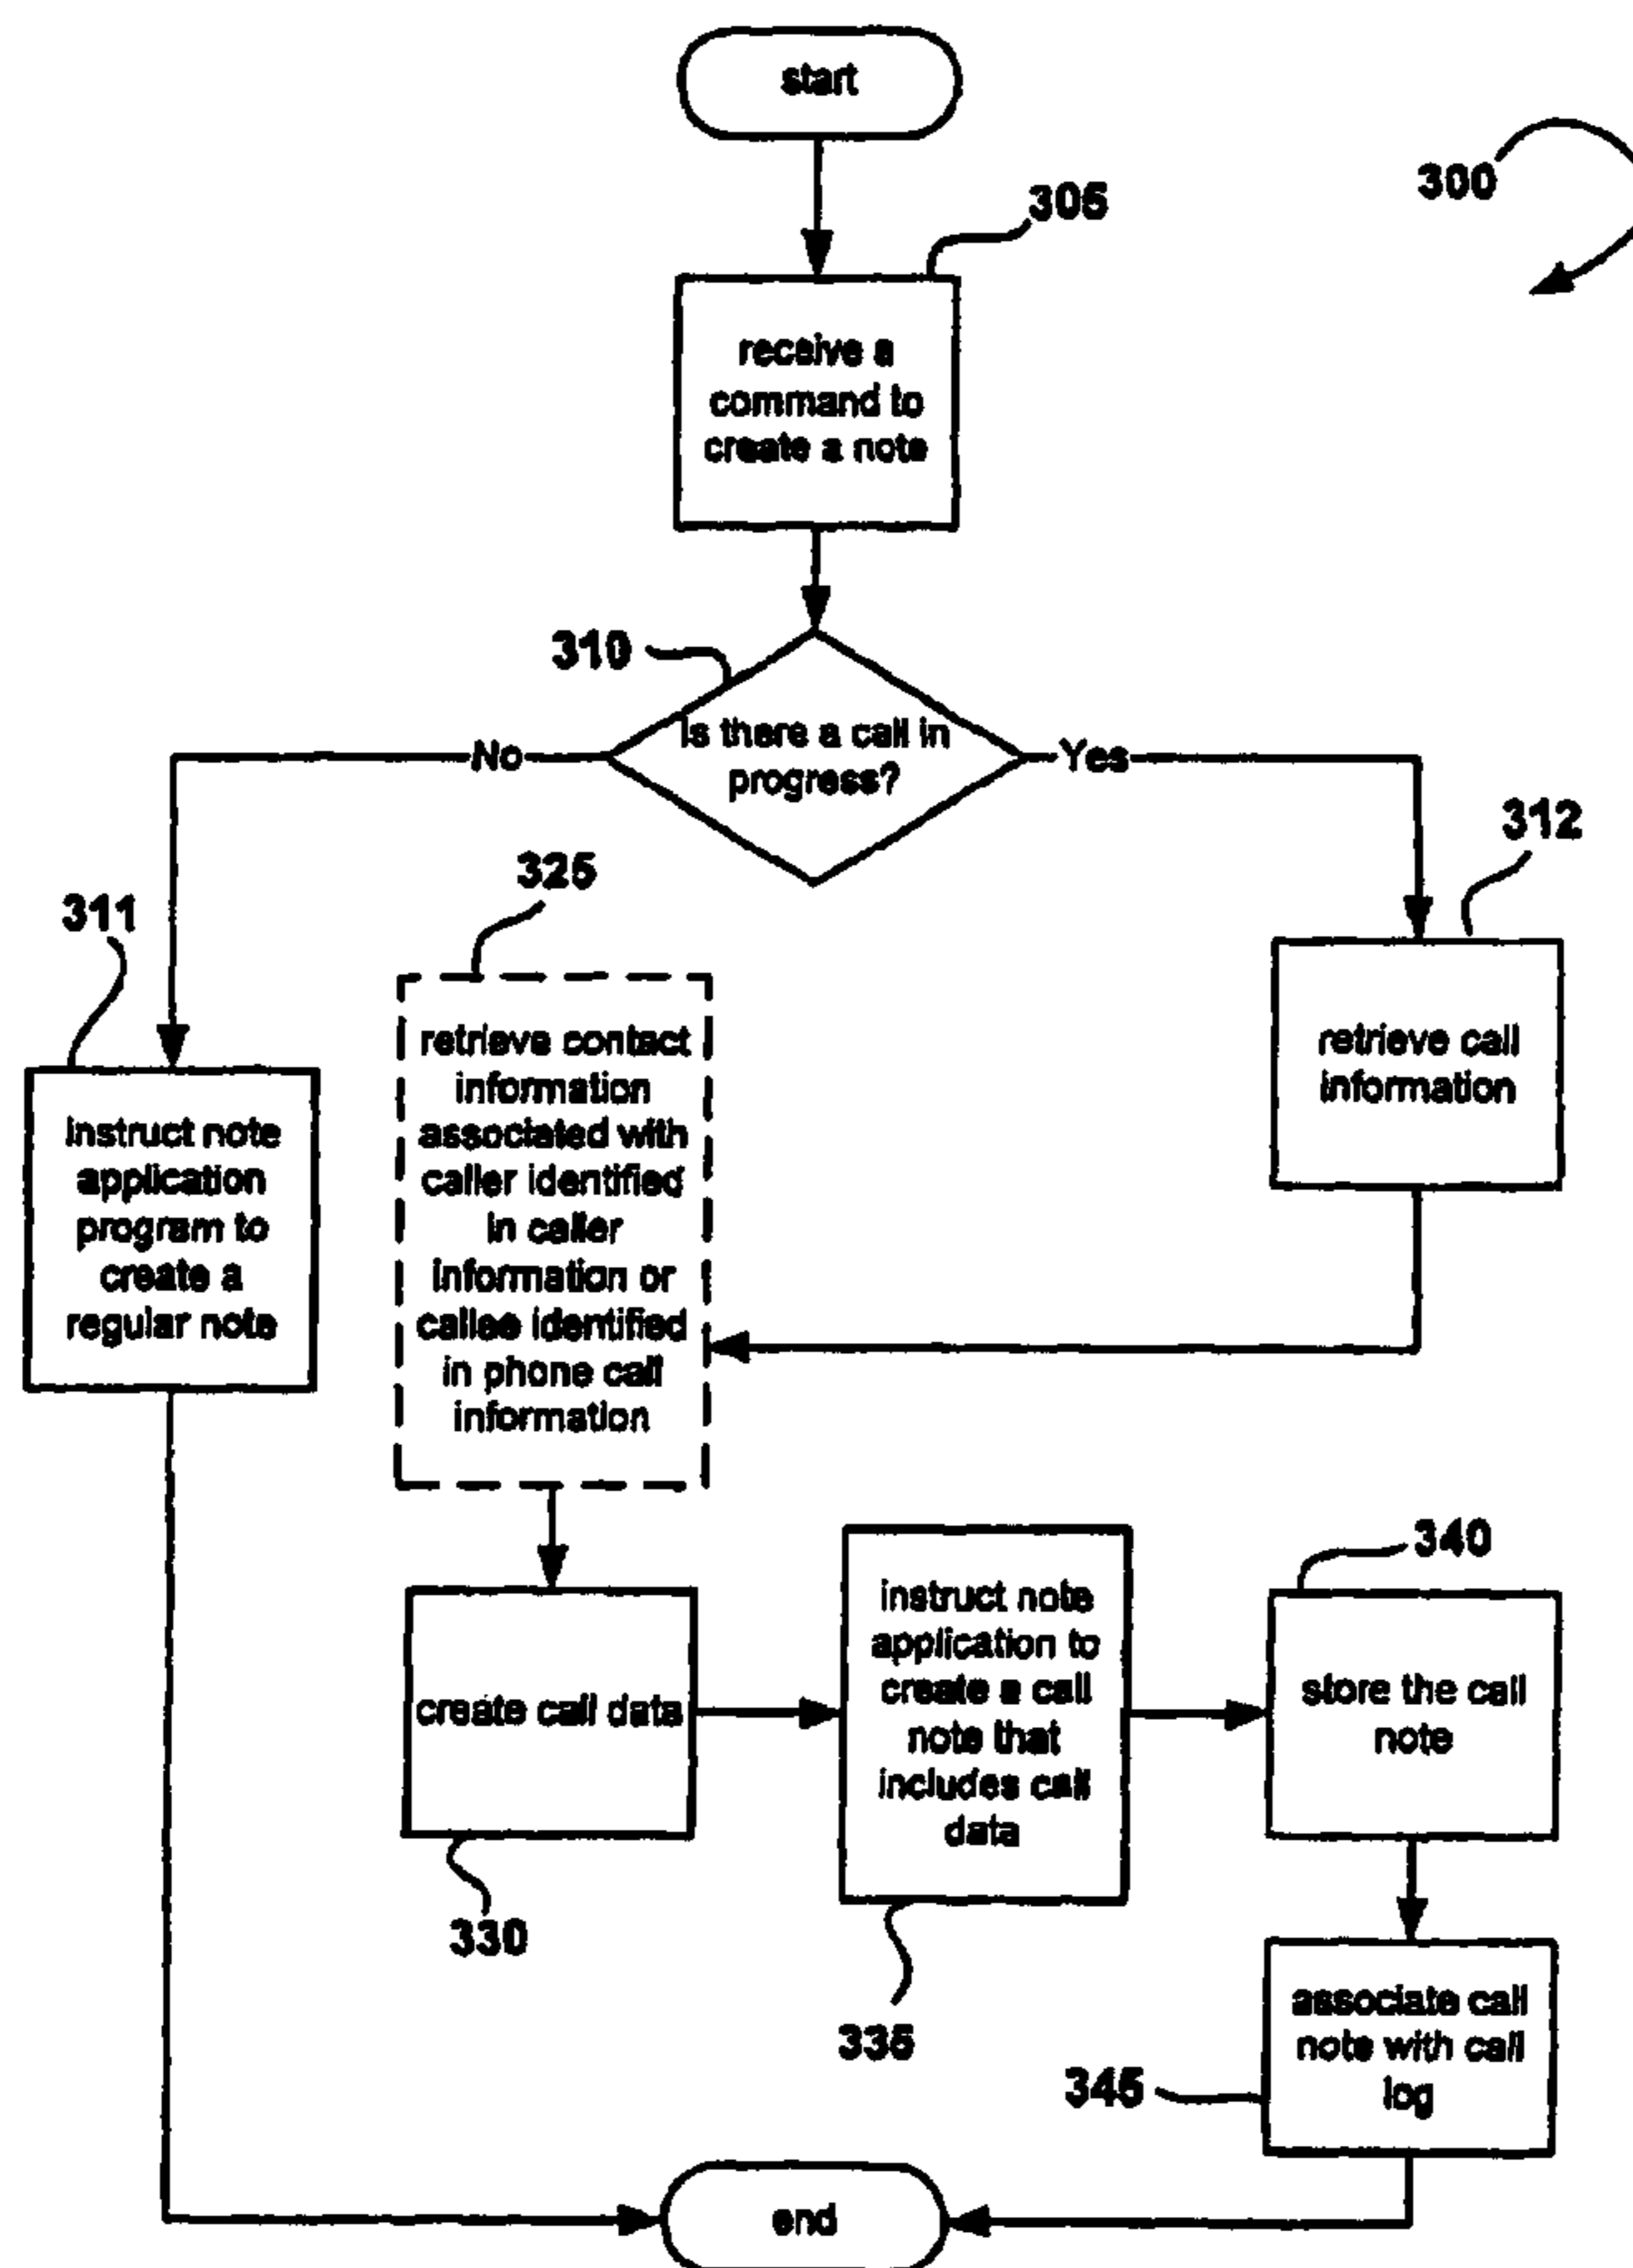 start
300
305
receive a
command to
create a note
310
Is there a call in
progress?
No
Yes
312
325
311
retrieve contact
information
associated with
caller identified
in caller
information or
callee identified
in phone call
information
retrieve call
information
instruct note
application
program to
create a
regular note
340
instruct note
application to
create a call
note that
includes call
data
create call data
store the call
note
330
335
associate call
note with call
log
345
end